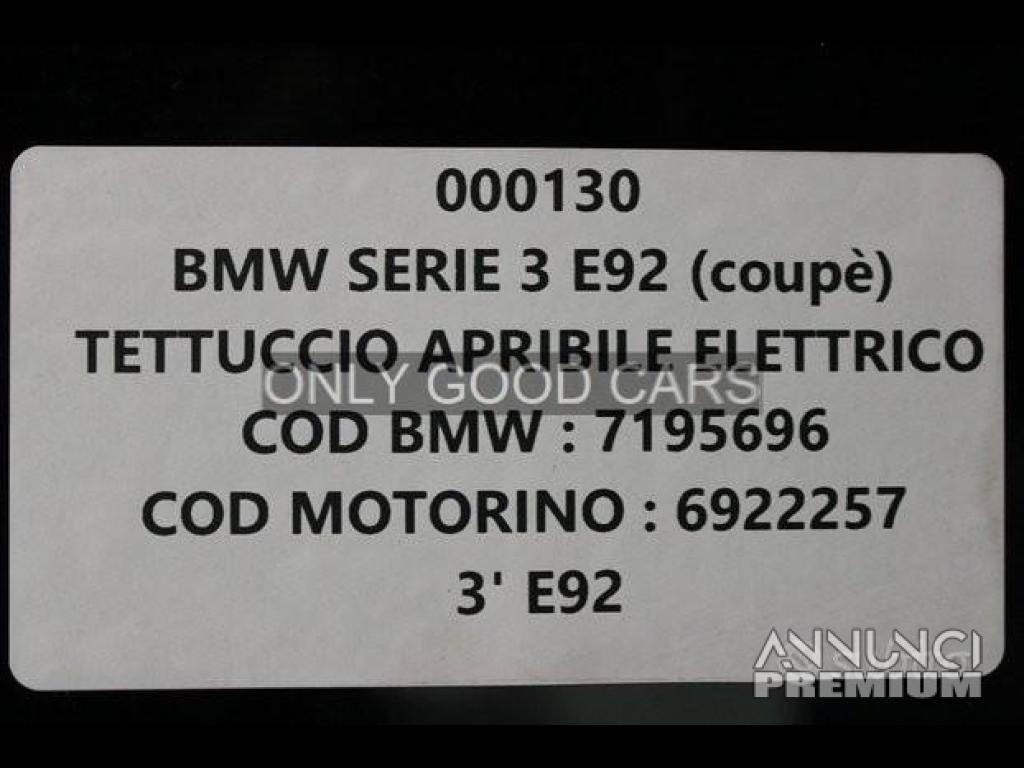 000130
BMW SERIE 3 E92 (coupè)
TETTUCCIO APRIBILE ELETTRICO
ONLY GOOD CARS
COD BMW : 7195696
COD MOTORINO : 6922257
3' E92
ANNUNCI
PREMIUM